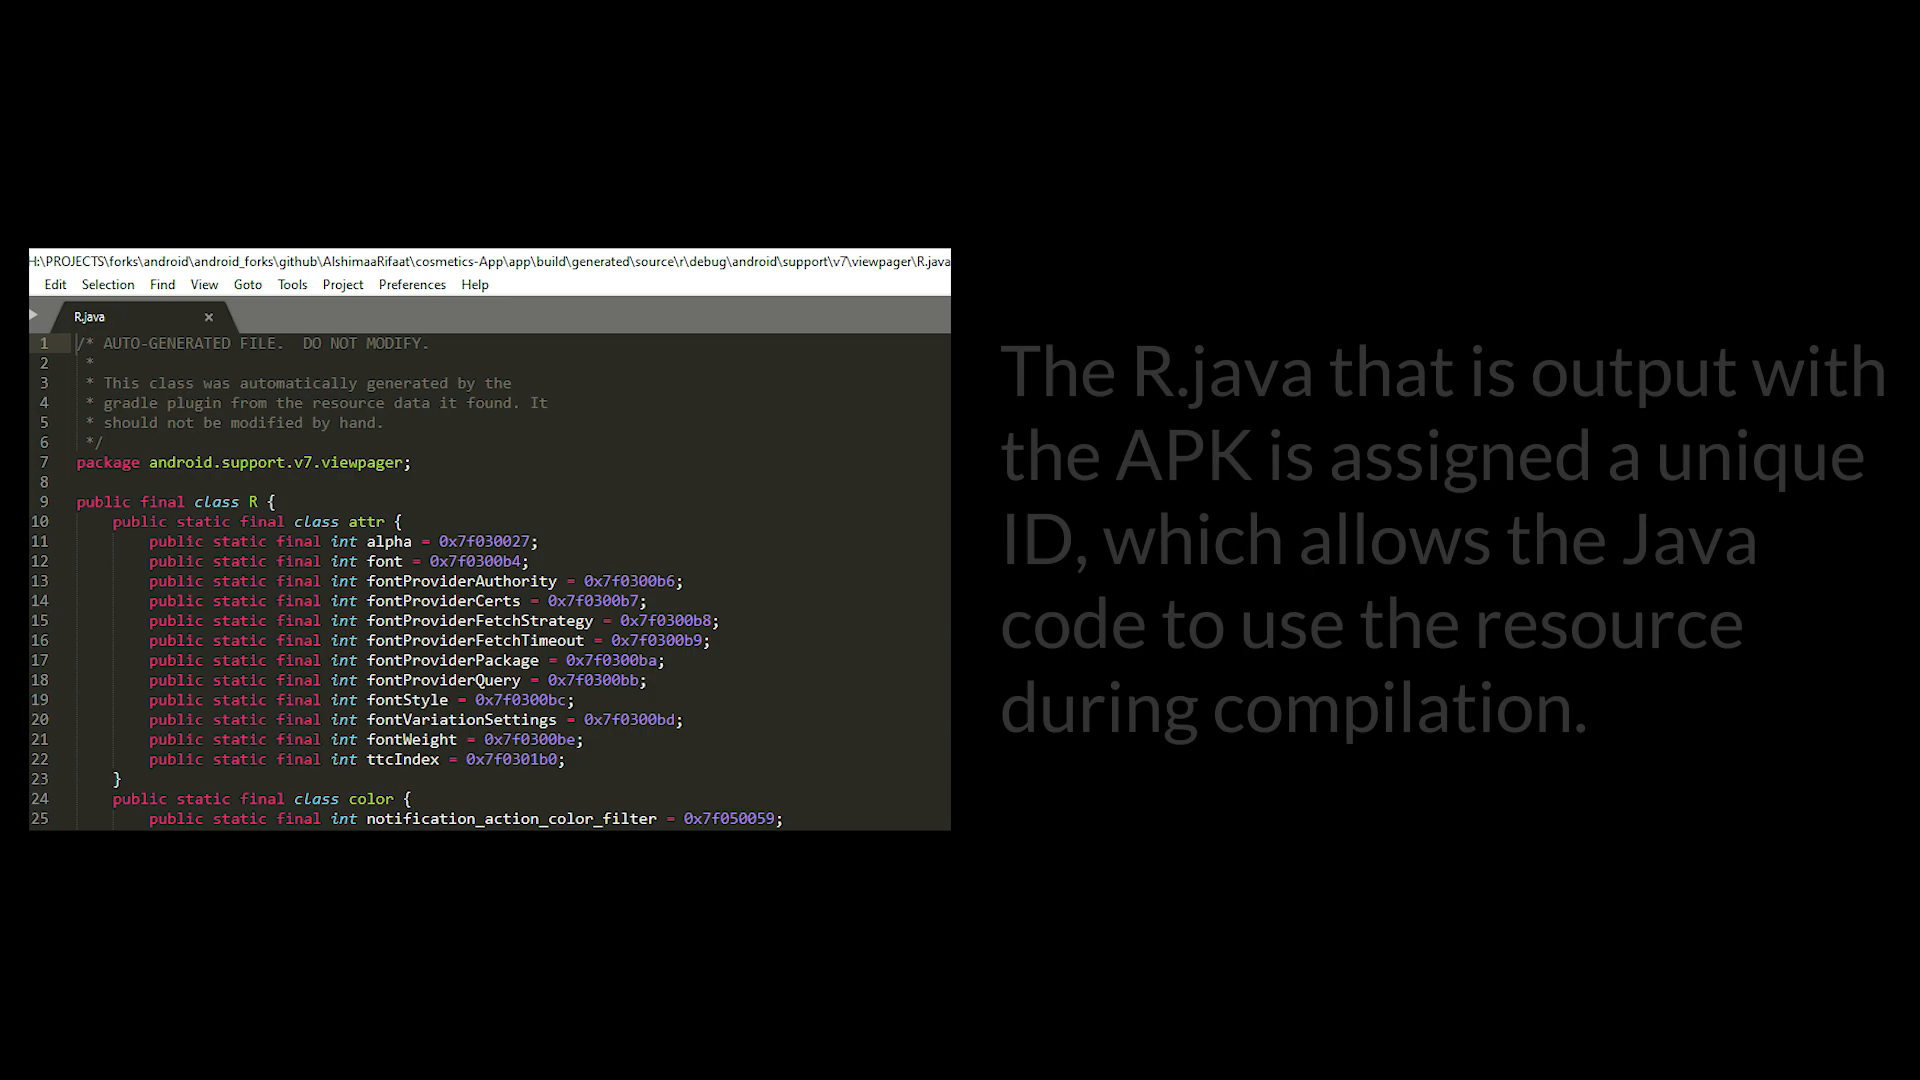 H:\PROJECTS\forks\android\android_forks\github\AlshimaaRifaat\cosmetics-App\app\build\generated\source\r\debug\android\support\v7\viewpager\R.java
Edit Selection Find View Goto Tools Project Preferences Help
R.java ×
1 /* AUTO-GENERATED FILE.  DO NOT MODIFY.
2 *
3 * This class was automatically generated by the
4 * gradle plugin from the resource data it found. It
5 * should not be modified by hand.
6 */
7 package android.support.v7.viewpager;
8
9 public final class R {
10 public static final class attr {
11 public static final int alpha = 0x7f030027;
12 public static final int font = 0x7f0300b4;
13 public static final int fontProviderAuthority = 0x7f0300b6;
14 public static final int fontProviderCerts = 0x7f0300b7;
15 public static final int fontProviderFetchStrategy = 0x7f0300b8;
16 public static final int fontProviderFetchTimeout = 0x7f0300b9;
17 public static final int fontProviderPackage = 0x7f0300ba;
18 public static final int fontProviderQuery = 0x7f0300bb;
19 public static final int fontStyle = 0x7f0300bc;
20 public static final int fontVariationSettings = 0x7f0300bd;
21 public static final int fontWeight = 0x7f0300be;
22 public static final int ttcIndex = 0x7f0301b0;
23 }
24 public static final class color {
25 public static final int notification_action_color_filter = 0x7f050059;
The R.java that is output with
the APK is assigned a unique
ID, which allows the Java
code to use the resource
during compilation.